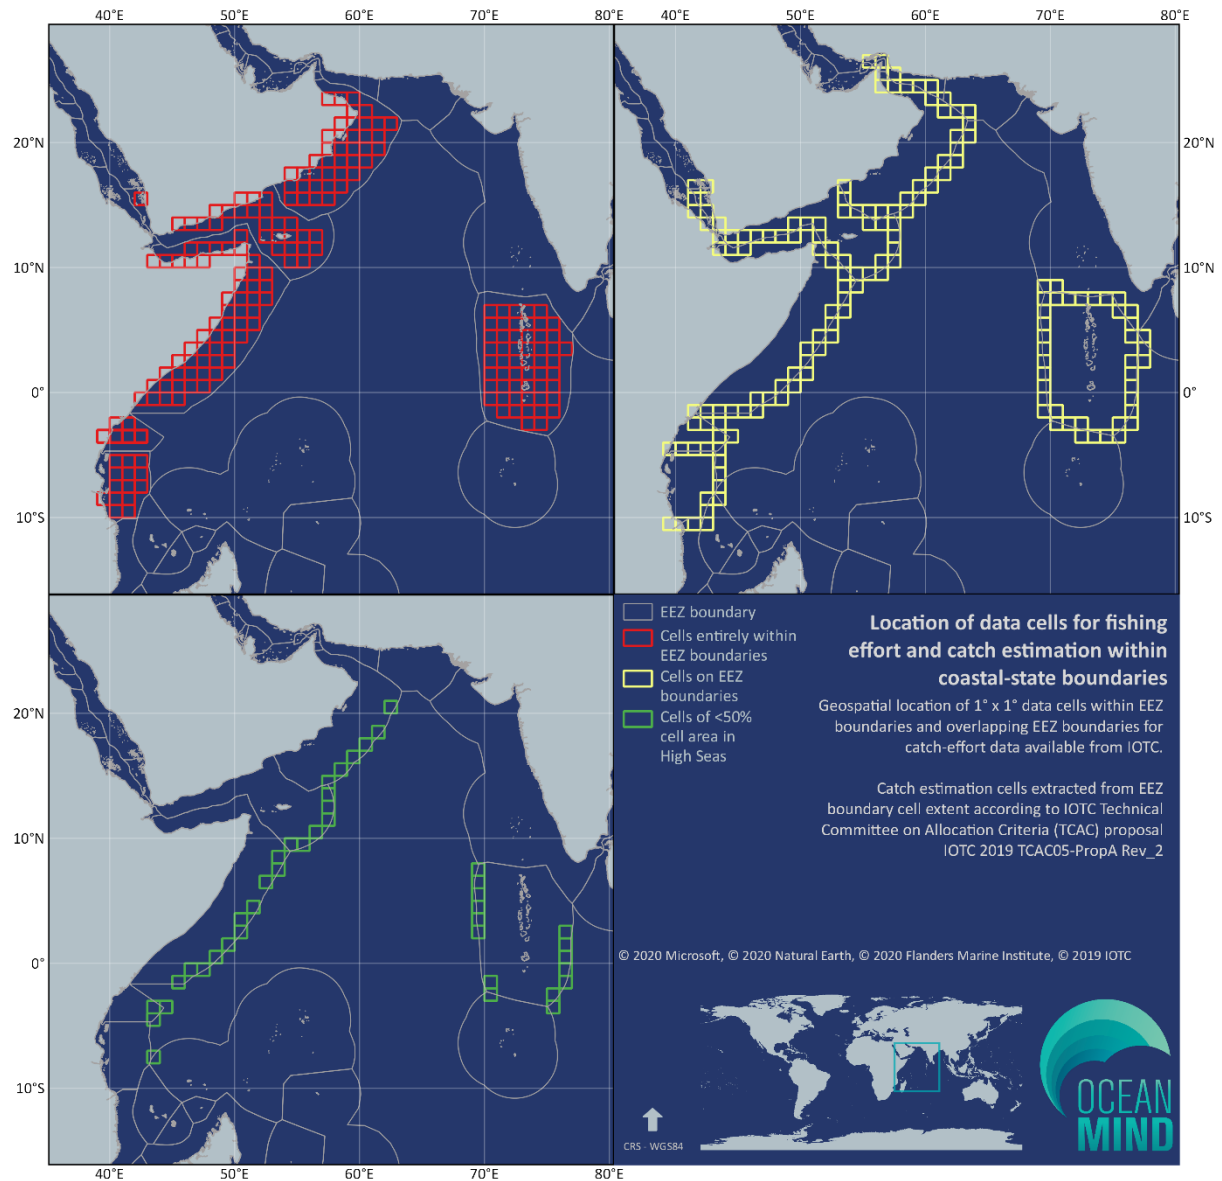 40°E 50°E 60°E 70°E 80°E 40°E 50°E 60°E 70°E 80°E
20°N 20°N
10°N 10°N
0° 0°
10°S 10°S
20°N
10°N
0°
10°S
40°E 50°E 60°E 70°E 80°E
EEZ boundary
Cells entirely within
EEZ boundaries
Cells on EEZ
boundaries
Cells of <50%
cell area in
High Seas
Location of data cells for fishing
effort and catch estimation within
coastal-state boundaries
Geospatial location of 1° x 1° data cells within EEZ
boundaries and overlapping EEZ boundaries for
catch-effort data available from IOTC.
Catch estimation cells extracted from EEZ
boundary cell extent according to IOTC Technical
Committee on Allocation Criteria (TCAC) proposal
IOTC 2019 TCAC05-PropA Rev_2
© 2020 Microsoft, © 2020 Natural Earth, © 2020 Flanders Marine Institute, © 2019 IOTC
CRS - WGS84
OCEAN
MIND